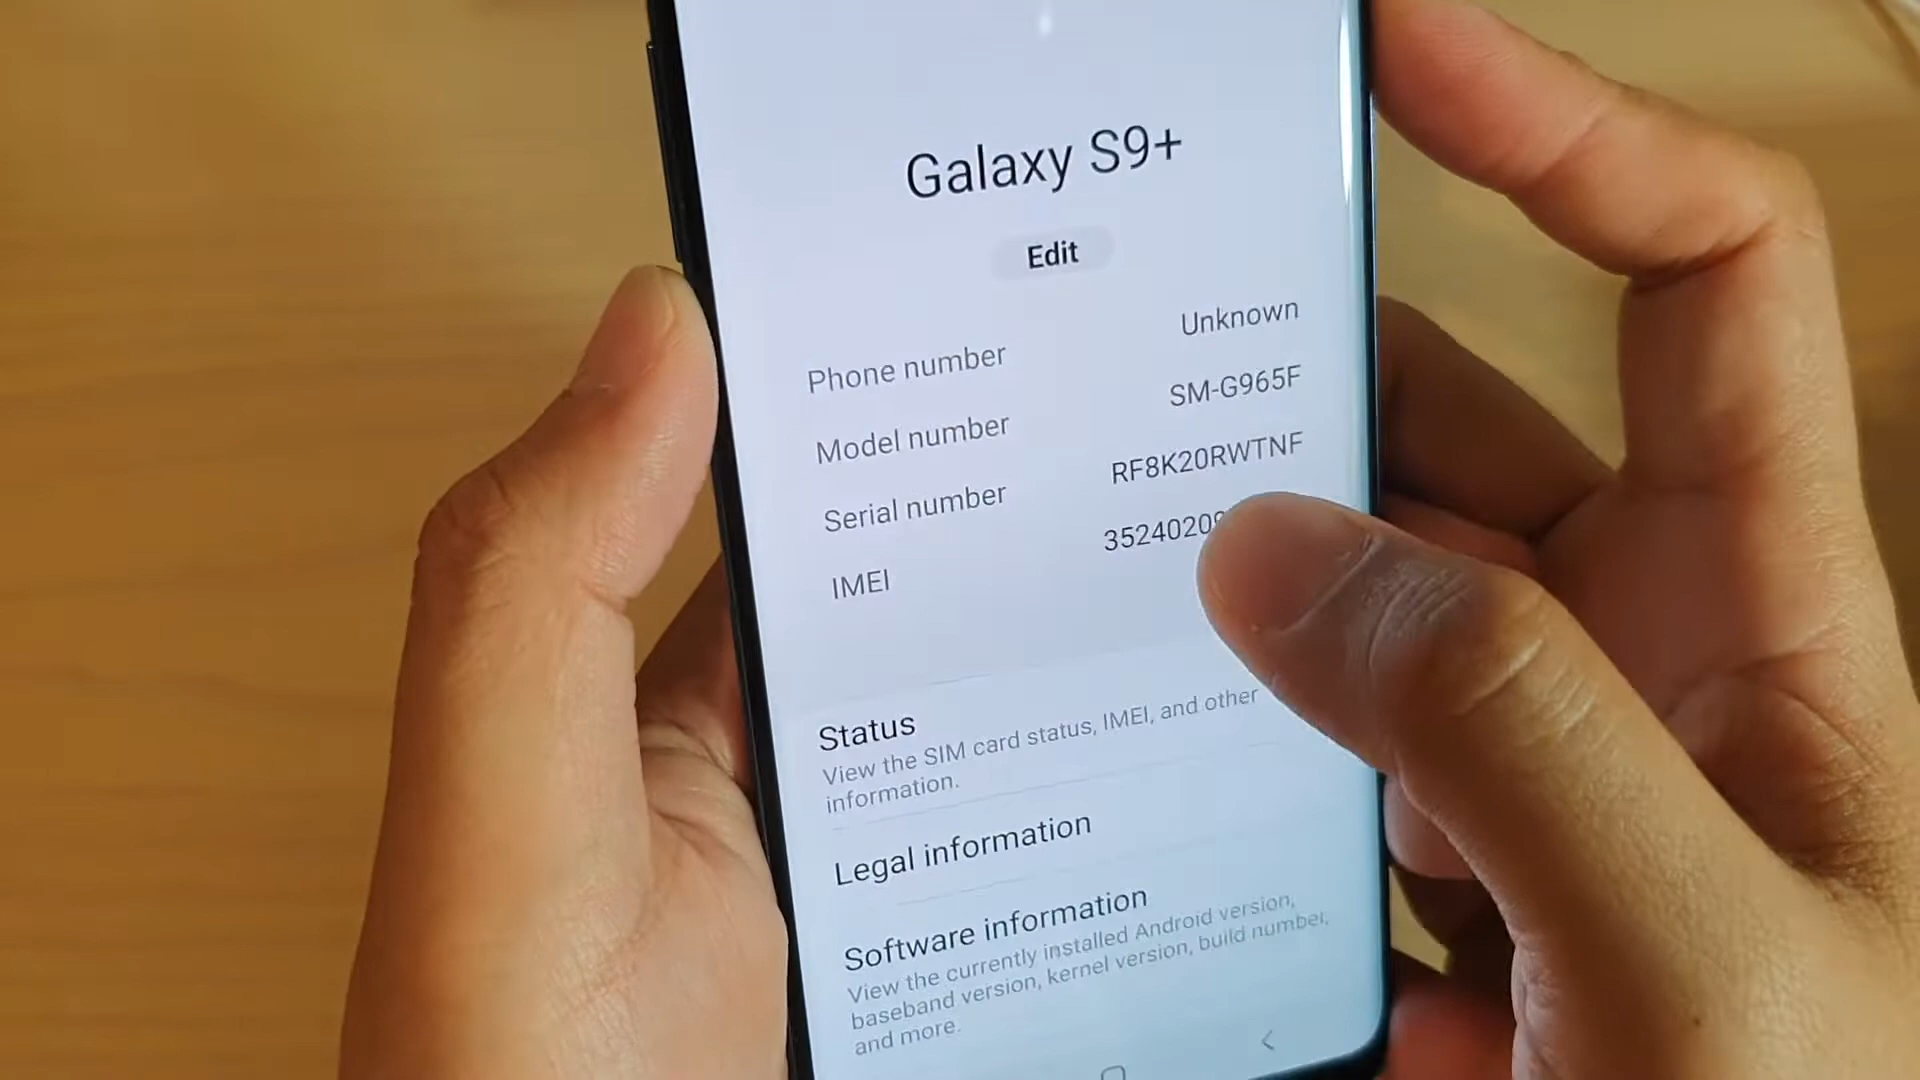 Galaxy S9+
Edit
Phone number Unknown
Model number SM-G965F
Serial number RF8K20RWTNF
IMEI 3524020
Status
View the SIM card status, IMEI, and other
information.
Legal information
Software information
View the currently installed Android version,
baseband version, kernel version, build number,
and more.